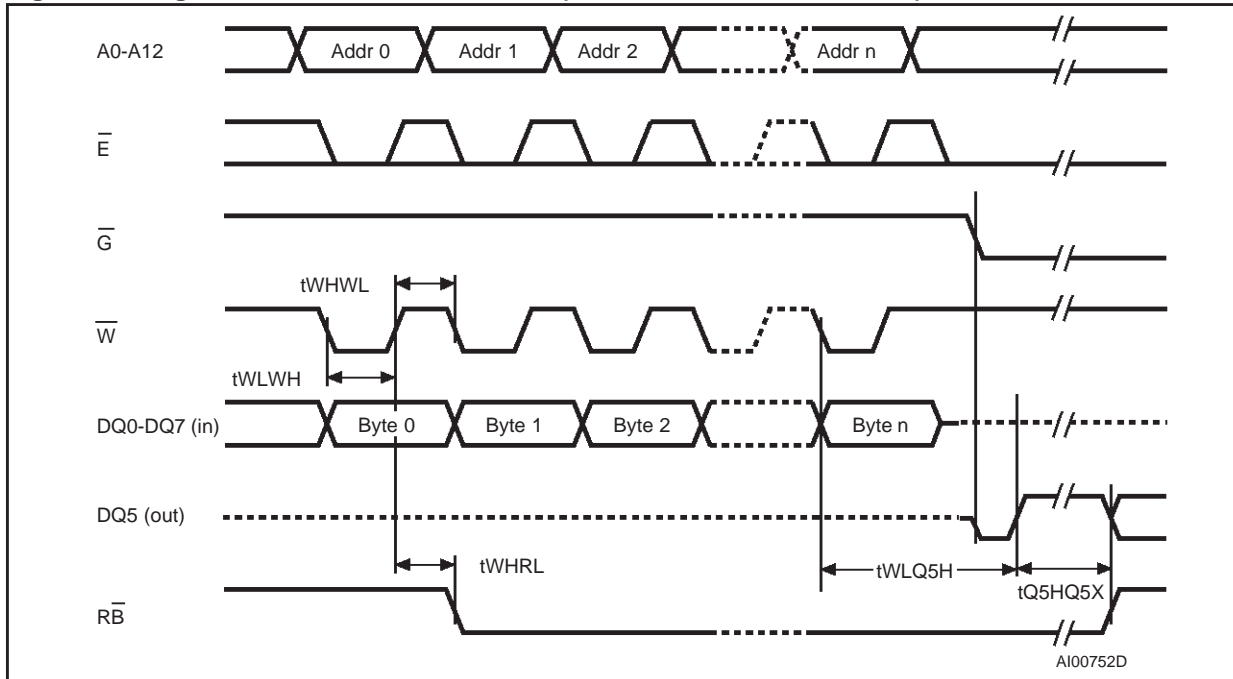 A0-A12
Addr 0
Addr 1
Addr 2
Addr n
E̅
G̅
tWHWL
W̅
tWLWH
DQ0-DQ7 (in)
Byte 0
Byte 1
Byte 2
Byte n
DQ5 (out)
tWHRL
tWLQ5H
tQ5HQ5X
RB̅
AI00752D